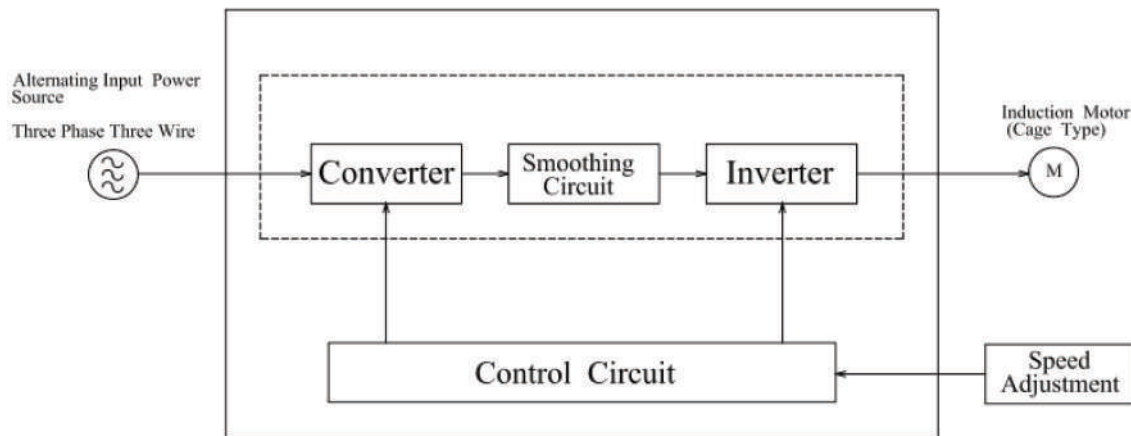 Alternating Input Power
Source
Three Phase Three Wire
Converter
Smoothing
Circuit
Inverter
Induction Motor
(Cage Type)
M
Control Circuit
Speed
Adjustment